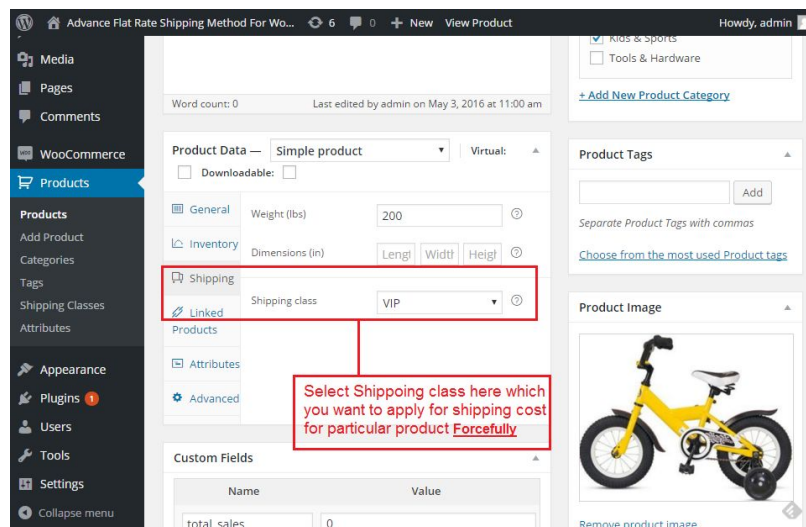 Advance Flat Rate Shipping Method For Wo... 6 0 + New View Product Howdy, admin
Media
Pages
Comments
WooCommerce
Products
Products
Add Product
Categories
Tags
Shipping Classes
Attributes
Appearance
Plugins 1
Users
Tools
Settings
Collapse menu
Word count: 0 Last edited by admin on May 3, 2016 at 11:00 am
Product Data — Simple product Virtual:
Downloadable:
General
Inventory
Shipping
Linked
Products
Attributes
Advanced
Weight (lbs) 200
Dimensions (in) Lengt Widtl Heigl
Shipping class VIP
Select Shippoing class here which
you want to apply for shipping cost
for particular product Forcefully
Custom Fields
Name Value
total_sales 0
Kids & Sports
Tools & Hardware
+ Add New Product Category
Product Tags
Add
Separate Product Tags with commas
Choose from the most used Product tags
Product Image
Remove product image